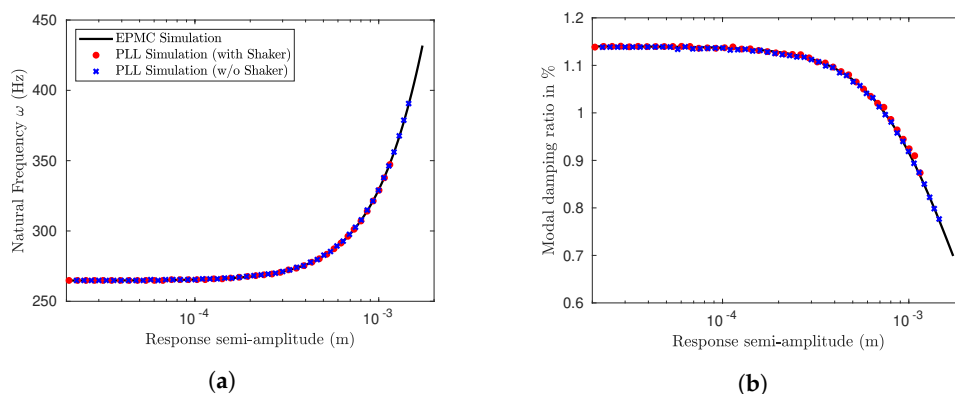 450
400
350
300
250
Natural Frequency ω (Hz)
EPMC Simulation
PLL Simulation (with Shaker)
PLL Simulation (w/o Shaker)
10⁻⁴
10⁻³
Response semi-amplitude (m)
(a)
1.2
1.1
1
0.9
0.8
0.7
0.6
Modal damping ratio in %
10⁻⁴
10⁻³
Response semi-amplitude (m)
(b)